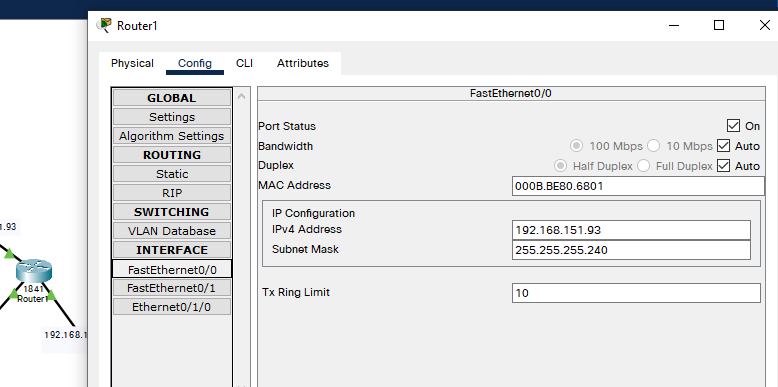 Router1
Physical Config CLI Attributes
GLOBAL
Settings
Algorithm Settings
ROUTING
Static
RIP
SWITCHING
VLAN Database
INTERFACE
FastEthernet0/0
FastEthernet0/1
Ethernet0/1/0
FastEthernet0/0
Port Status On
Bandwidth 100 Mbps 10 Mbps Auto
Duplex Half Duplex Full Duplex Auto
MAC Address 000B.BE80.6801
IP Configuration
IPv4 Address 192.168.151.93
Subnet Mask 255.255.255.240
Tx Ring Limit 10
1.93
1841
Router1
192.168.1